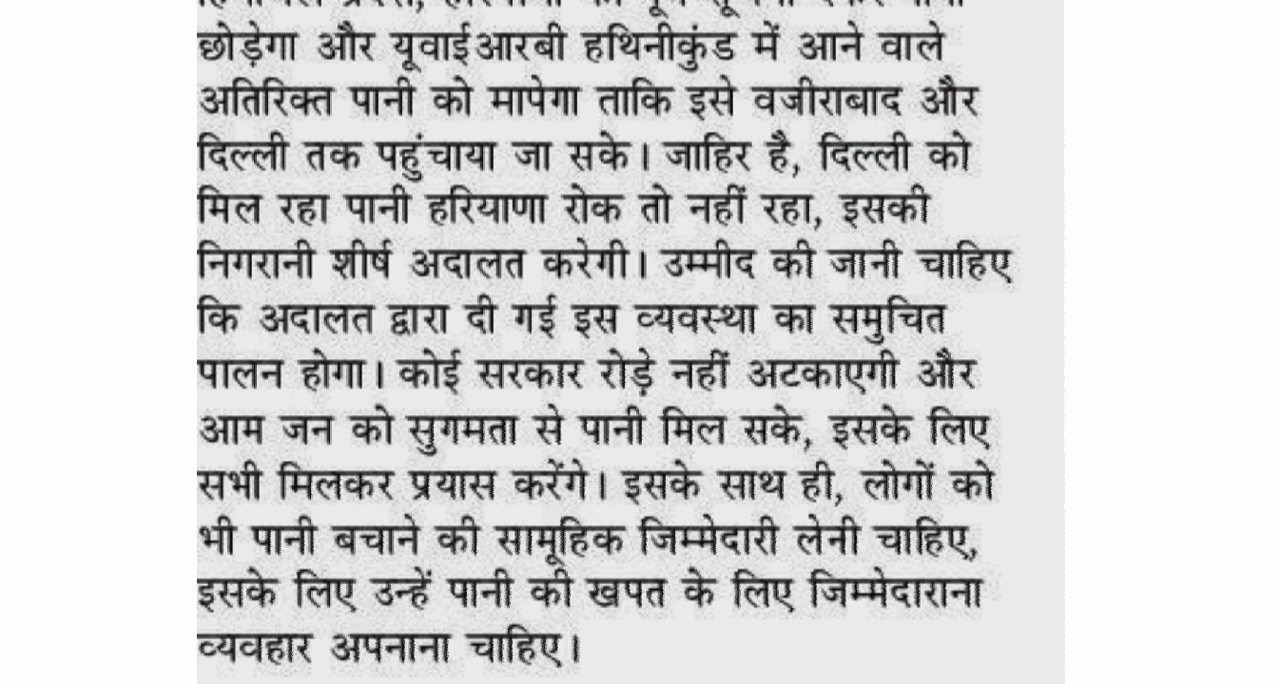 छोड़ेगा और यूवाईआरबी हथिनीकुंड में आने वाले
अतिरिक्त पानी को मापेगा ताकि इसे वजीराबाद और
दिल्ली तक पहुंचाया जा सके। जाहिर है, दिल्ली को
मिल रहा पानी हरियाणा रोक तो नहीं रहा, इसकी
निगरानी शीर्ष अदालत करेगी। उम्मीद की जानी चाहिए
कि अदालत द्वारा दी गई इस व्यवस्था का समुचित
पालन होगा। कोई सरकार रोड़े नहीं अटकाएगी और
आम जन को सुगमता से पानी मिल सके, इसके लिए
सभी मिलकर प्रयास करेंगे। इसके साथ ही, लोगों को
भी पानी बचाने की सामूहिक जिम्मेदारी लेनी चाहिए,
इसके लिए उन्हें पानी की खपत के लिए जिम्मेदाराना
व्यवहार अपनाना चाहिए।